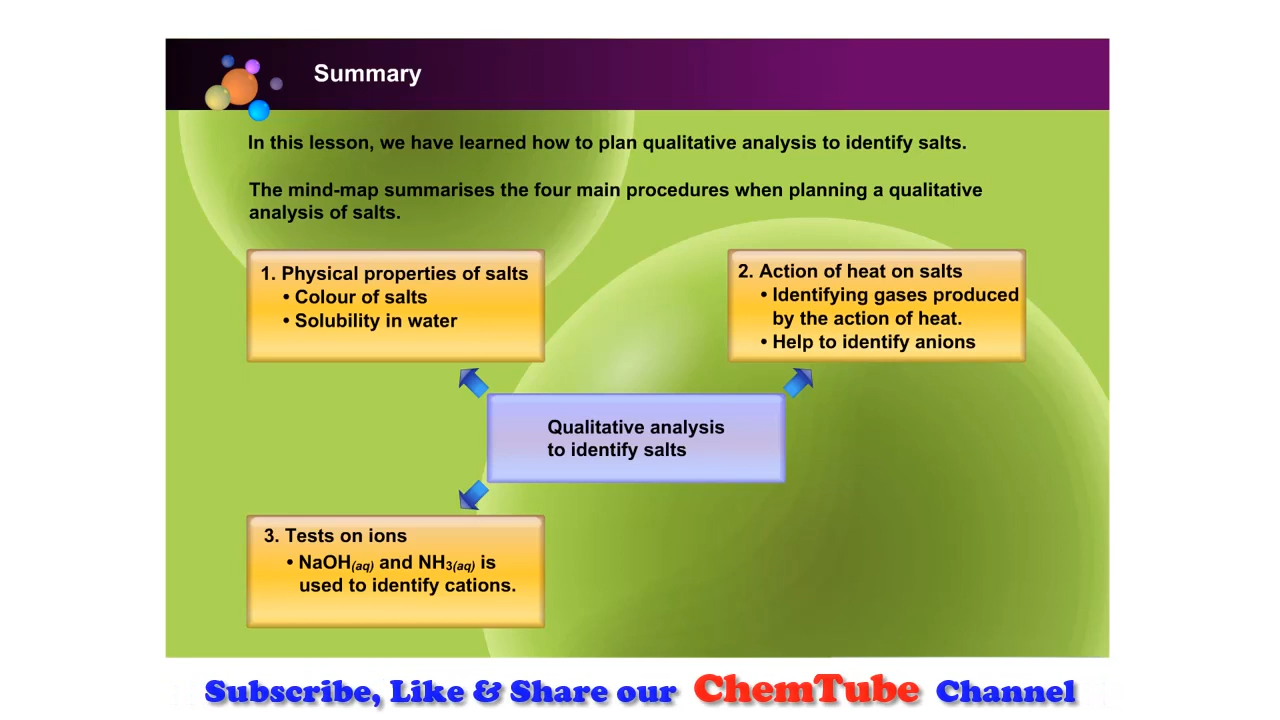 Summary
In this lesson, we have learned how to plan qualitative analysis to identify salts.
The mind-map summarises the four main procedures when planning a qualitative
analysis of salts.
1. Physical properties of salts
• Colour of salts
• Solubility in water
2. Action of heat on salts
• Identifying gases produced
by the action of heat.
• Help to identify anions
Qualitative analysis
to identify salts
3. Tests on ions
• NaOH(aq) and NH3(aq) is
used to identify cations.
Subscribe, Like & Share our ChemTube Channel